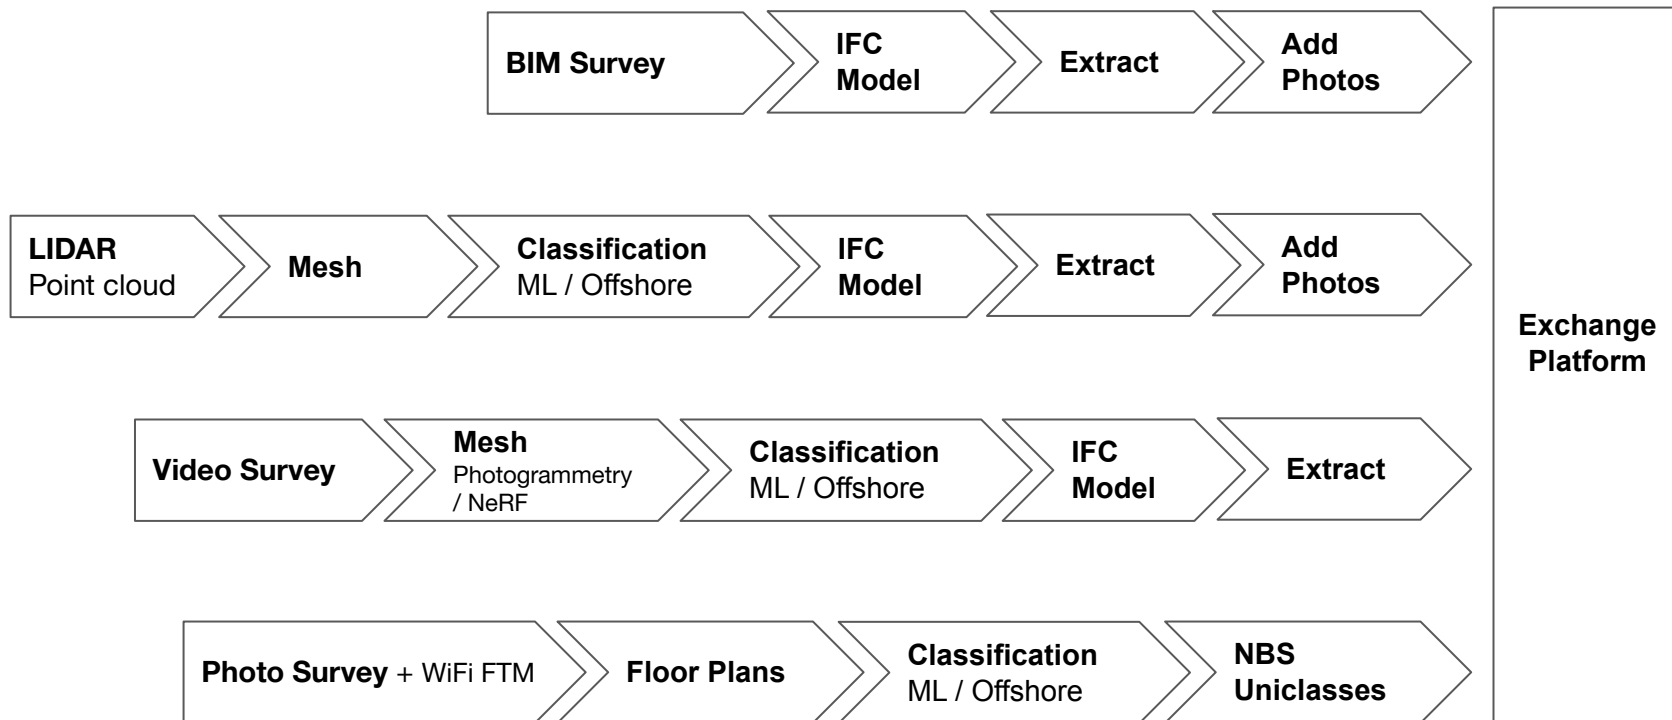 BIM Survey
IFC
Model
Extract
Add
Photos
LIDAR
Point cloud
Mesh
Classification
ML / Offshore
IFC
Model
Extract
Add
Photos
Exchange
Platform
Video Survey
Mesh
Photogrammetry
/ NeRF
Classification
ML / Offshore
IFC
Model
Extract
Photo Survey + WiFi FTM
Floor Plans
Classification
ML / Offshore
NBS
Uniclasses